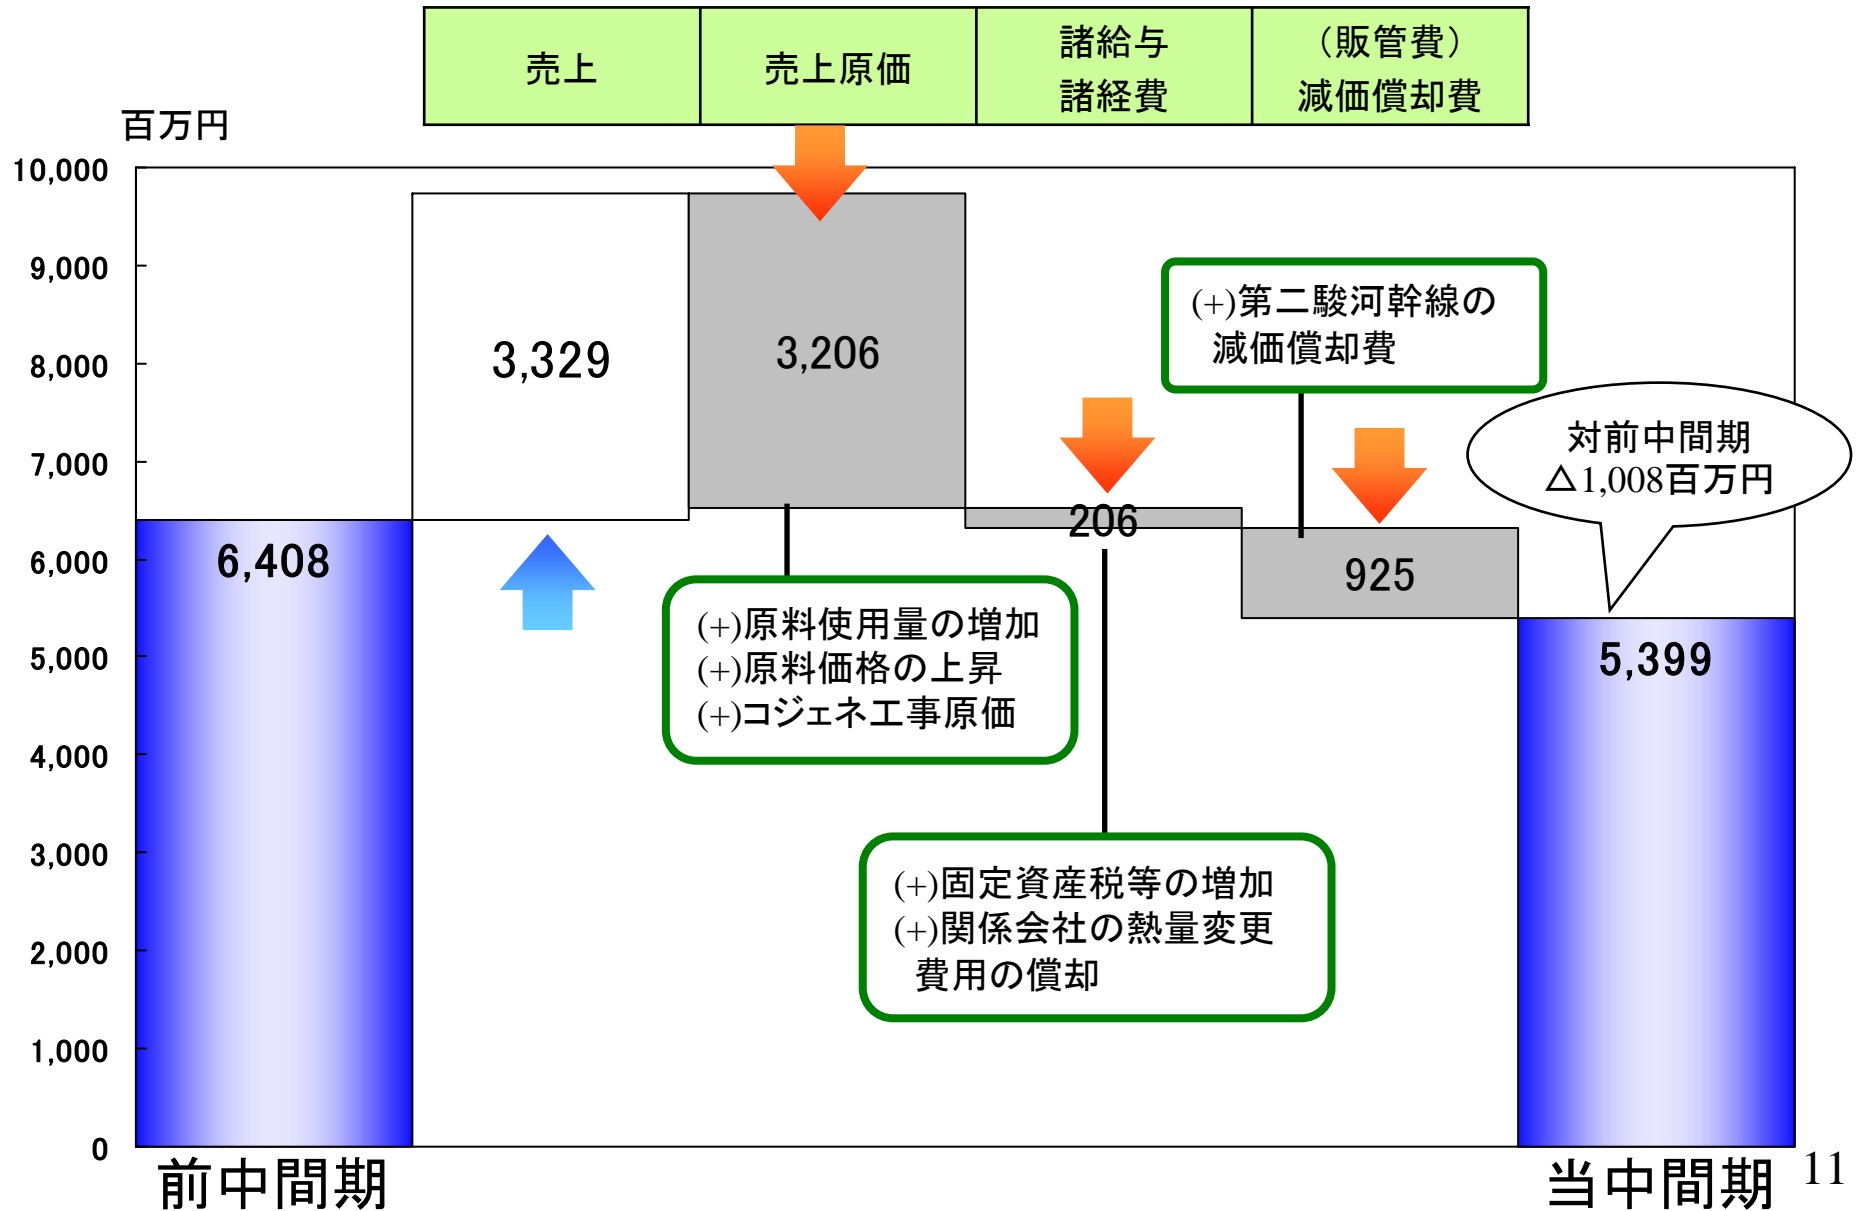 売上
売上原価
諸給与
諸経費
（販管費）
減価償却費
百万円
10,000
9,000
8,000
7,000
6,000
5,000
4,000
3,000
2,000
1,000
0
6,408
3,329
3,206
206
925
5,399
(+)第二駿河幹線の
減価償却費
対前中間期
△1,008百万円
(+)原料使用量の増加
(+)原料価格の上昇
(+)コジェネ工事原価
(+)固定資産税等の増加
(+)関係会社の熱量変更
費用の償却
前中間期
当中間期
11